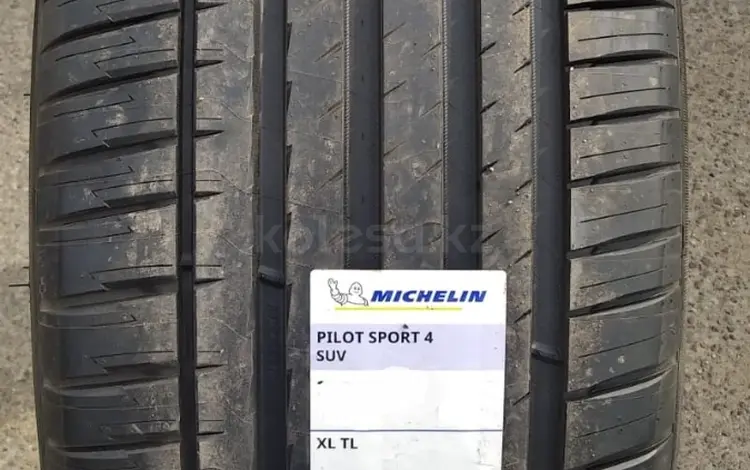 kolesa.kz
MICHELIN
PILOT SPORT 4
SUV
XL TL